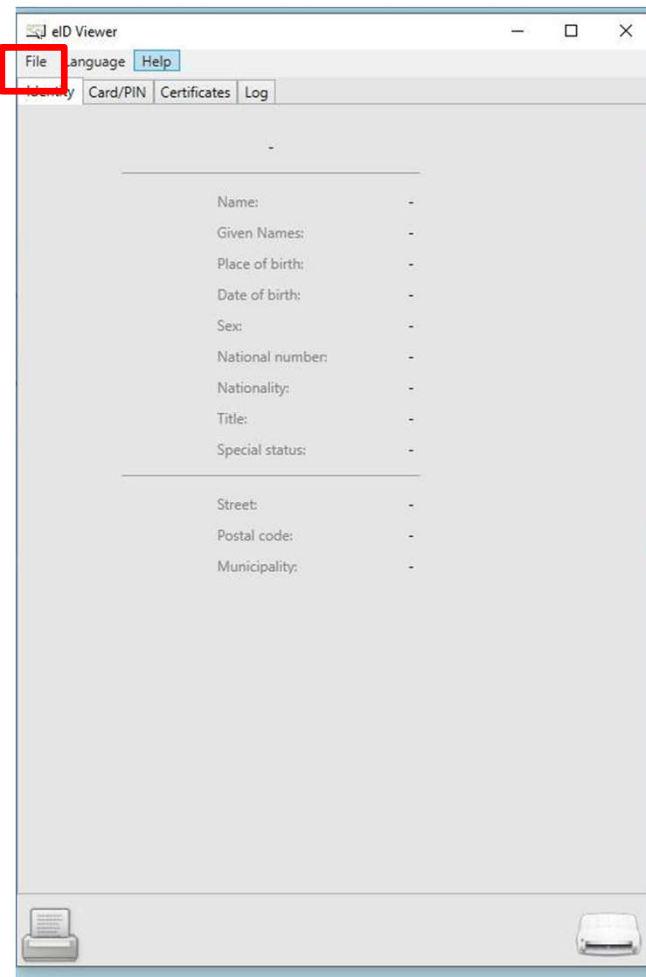 eID Viewer
File Language Help
Identity Card/PIN Certificates Log
-
Name: -
Given Names: -
Place of birth: -
Date of birth: -
Sex: -
National number: -
Nationality: -
Title: -
Special status: -
Street: -
Postal code: -
Municipality: -